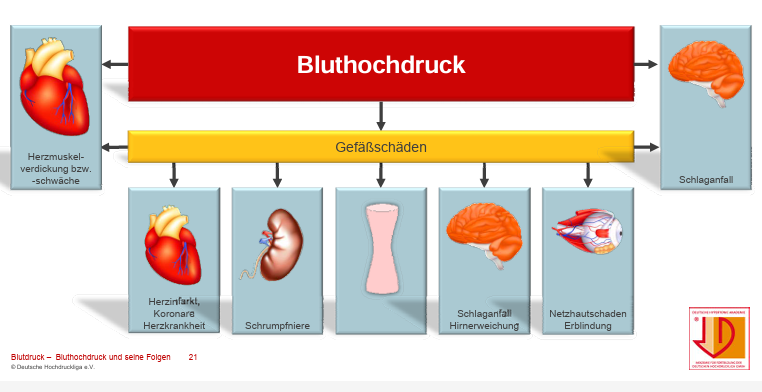 Bluthochdruck
Gefäßschäden
Herzmuskel-
verdickung bzw.
-schwäche
Schlaganfall
Herzinfarkt,
Koronare
Herzkrankheit
Schrumpfniere
Schlaganfall
Hirnerweichung
Netzhautschaden
Erblindung
Blutdruck – Bluthochdruck und seine Folgen 21
© Deutsche Hochdruckliga e.V.
®